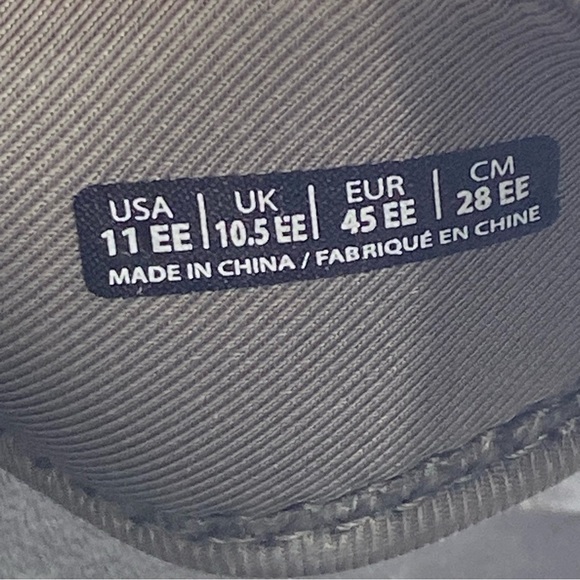 USA | UK | EUR | CM
11 EE | 10.5 EE | 45 EE | 28 EE
MADE IN CHINA / FABRIQUÉ EN CHINE